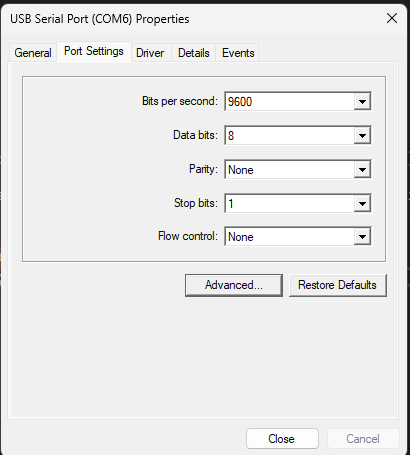 USB Serial Port (COM6) Properties
General Port Settings Driver Details Events
Bits per second: 9600
Data bits: 8
Parity: None
Stop bits: 1
Flow control: None
Advanced... Restore Defaults
Close Cancel